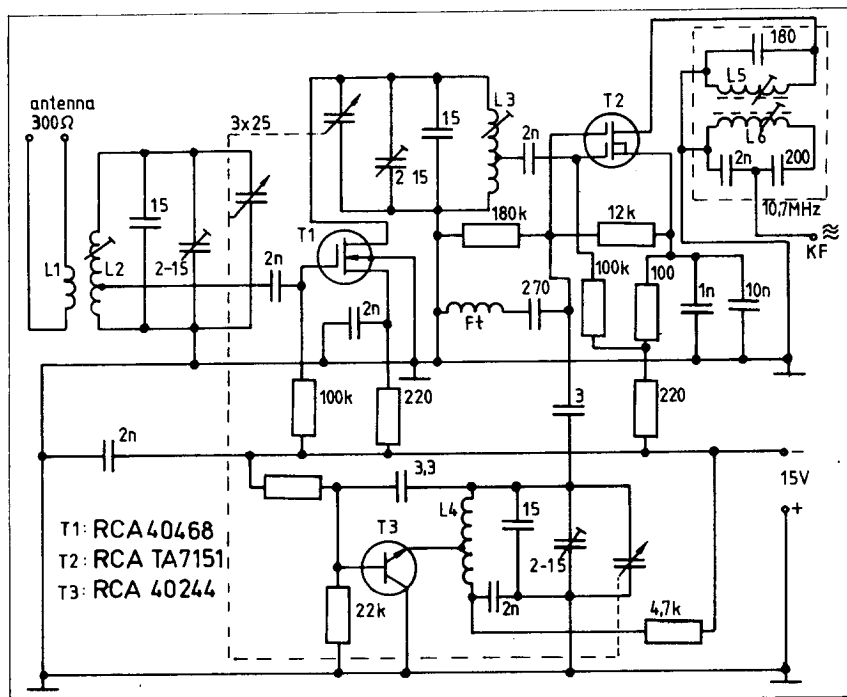 antenna
300Ω
L1
L2
15
2-15
3x25
2n
T1
2 15
15
L3
2n
T2
180
L5
L6
2n
200
10,7MHz
KF
180k
12k
100k
100
1n
10n
270
Ft
2n
100k
220
220
3
2n
3,3
L4
15
T3
2-15
2n
22k
4,7k
−
15V
+
T1: RCA 40468
T2: RCA TA7151
T3: RCA 40244